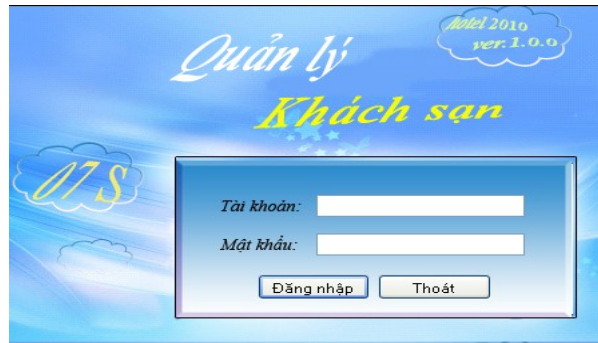 hotel 2010
ver.1.0.0
Quản lý
Khách sạn
07S
Tài khoản:
Mật khẩu:
Đăng nhập
Thoát